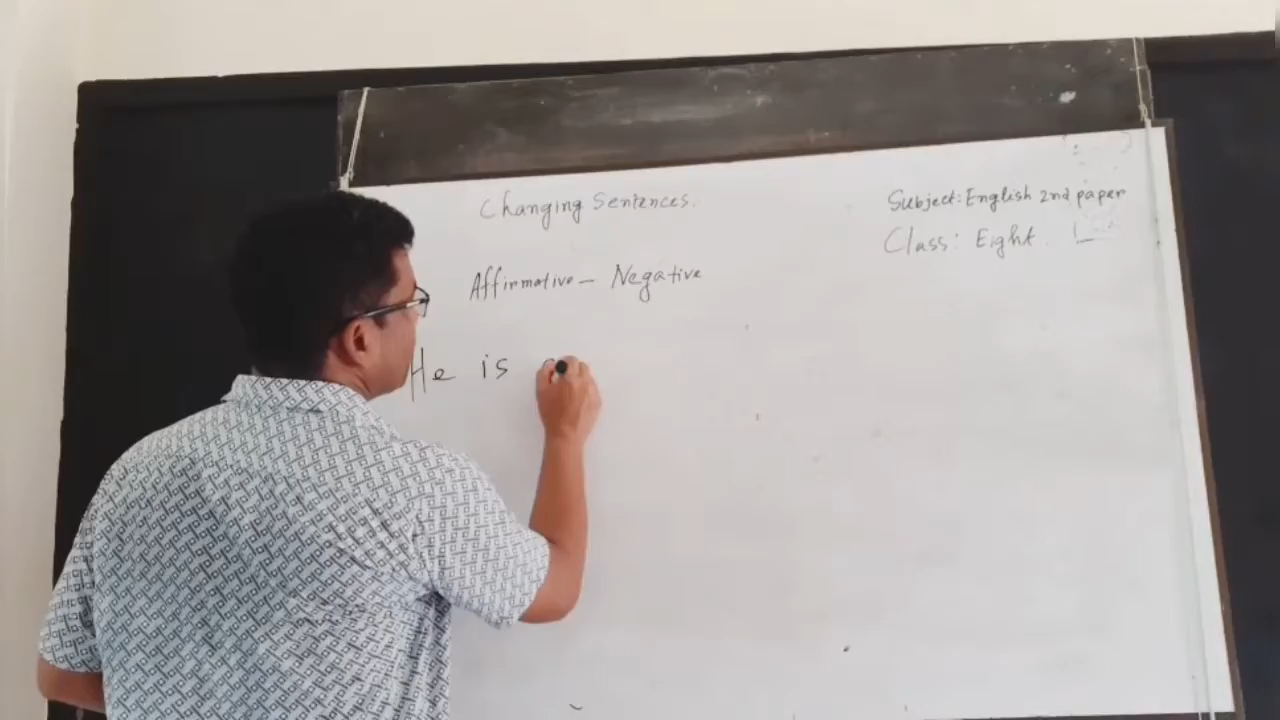 Changing Sentences.
Subject: English 2nd paper
Class: Eight.
Affirmative - Negative
He is